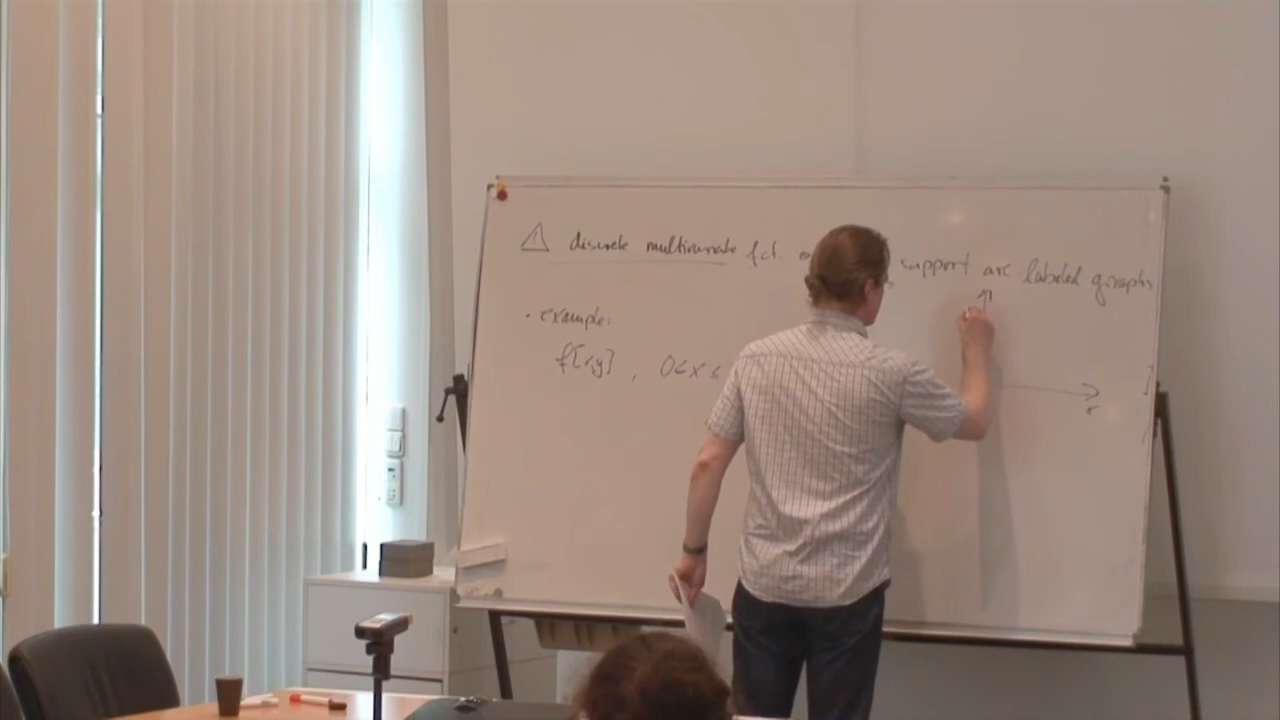 discrete multivariate fct. support are labeled graphs
• example:
f[x,y] , 0≤x≤
x